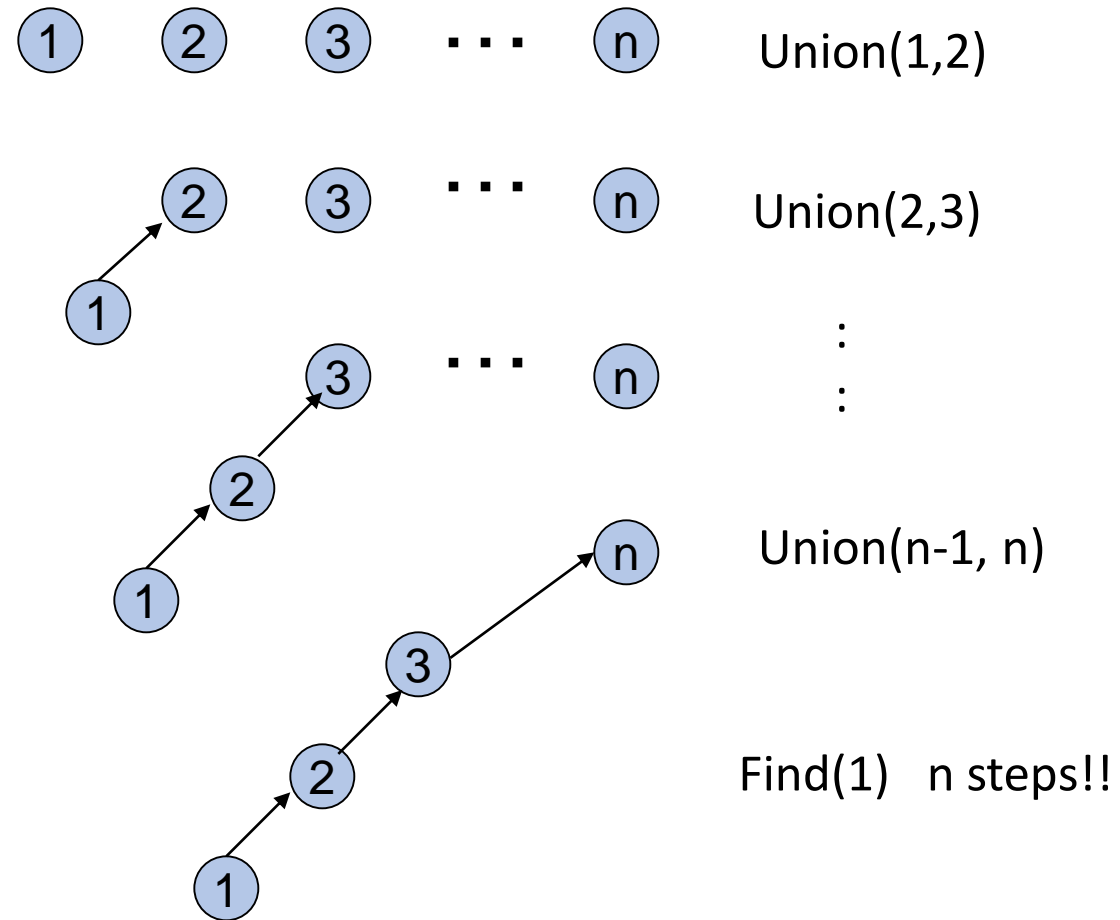 1 2 3 ... n Union(1,2)
2 3 ... n Union(2,3)
1
:
3 ... n
:
2
n Union(n-1, n)
1
3
2 Find(1) n steps!!
1